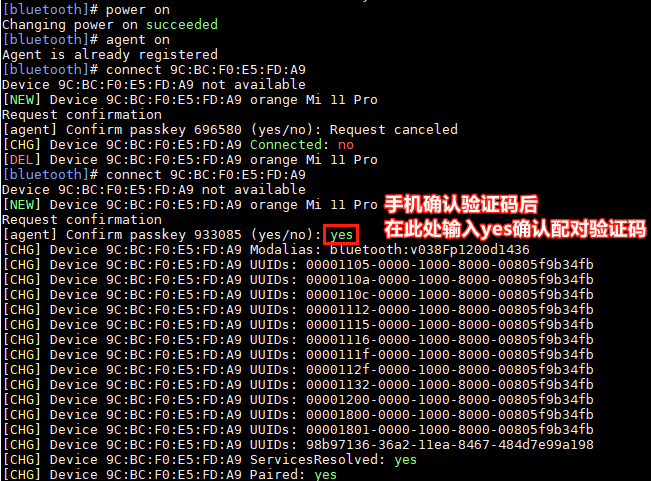 [bluetooth]# power on
Changing power on succeeded
[bluetooth]# agent on
Agent is already registered
[bluetooth]# connect 9C:BC:F0:E5:FD:A9
Device 9C:BC:F0:E5:FD:A9 not available
[NEW] Device 9C:BC:F0:E5:FD:A9 orange Mi 11 Pro
Request confirmation
[agent] Confirm passkey 696580 (yes/no): Request canceled
[CHG] Device 9C:BC:F0:E5:FD:A9 Connected: no
[DEL] Device 9C:BC:F0:E5:FD:A9 orange Mi 11 Pro
[bluetooth]# connect 9C:BC:F0:E5:FD:A9
Device 9C:BC:F0:E5:FD:A9 not available
[NEW] Device 9C:BC:F0:E5:FD:A9 orange Mi 11 Pro
手机确认验证码后
Request confirmation
[agent] Confirm passkey 933085 (yes/no): yes
在此处输入yes确认配对验证码
[CHG] Device 9C:BC:F0:E5:FD:A9 Modalias: bluetooth:v038Fp1200d1436
[CHG] Device 9C:BC:F0:E5:FD:A9 UUIDs: 00001105-0000-1000-8000-00805f9b34fb
[CHG] Device 9C:BC:F0:E5:FD:A9 UUIDs: 0000110a-0000-1000-8000-00805f9b34fb
[CHG] Device 9C:BC:F0:E5:FD:A9 UUIDs: 0000110c-0000-1000-8000-00805f9b34fb
[CHG] Device 9C:BC:F0:E5:FD:A9 UUIDs: 00001112-0000-1000-8000-00805f9b34fb
[CHG] Device 9C:BC:F0:E5:FD:A9 UUIDs: 00001115-0000-1000-8000-00805f9b34fb
[CHG] Device 9C:BC:F0:E5:FD:A9 UUIDs: 00001116-0000-1000-8000-00805f9b34fb
[CHG] Device 9C:BC:F0:E5:FD:A9 UUIDs: 0000111f-0000-1000-8000-00805f9b34fb
[CHG] Device 9C:BC:F0:E5:FD:A9 UUIDs: 0000112f-0000-1000-8000-00805f9b34fb
[CHG] Device 9C:BC:F0:E5:FD:A9 UUIDs: 00001132-0000-1000-8000-00805f9b34fb
[CHG] Device 9C:BC:F0:E5:FD:A9 UUIDs: 00001200-0000-1000-8000-00805f9b34fb
[CHG] Device 9C:BC:F0:E5:FD:A9 UUIDs: 00001800-0000-1000-8000-00805f9b34fb
[CHG] Device 9C:BC:F0:E5:FD:A9 UUIDs: 00001801-0000-1000-8000-00805f9b34fb
[CHG] Device 9C:BC:F0:E5:FD:A9 UUIDs: 98b97136-36a2-11ea-8467-484d7e99a198
[CHG] Device 9C:BC:F0:E5:FD:A9 ServicesResolved: yes
[CHG] Device 9C:BC:F0:E5:FD:A9 Paired: yes